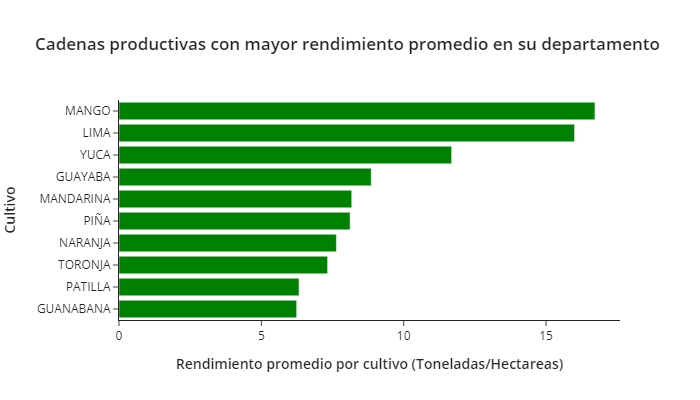 Cadenas productivas con mayor rendimiento promedio en su departamento
MANGO
LIMA
YUCA
GUAYABA
MANDARINA
PIÑA
NARANJA
TORONJA
PATILLA
GUANABANA
Cultivo
0 5 10 15
Rendimiento promedio por cultivo (Toneladas/Hectareas)